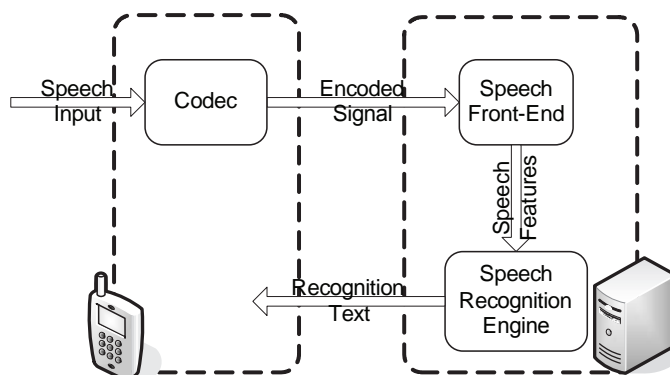 Speech
Input
Codec
Encoded
Signal
Speech
Front-End
Speech
Features
Recognition
Text
Speech
Recognition
Engine